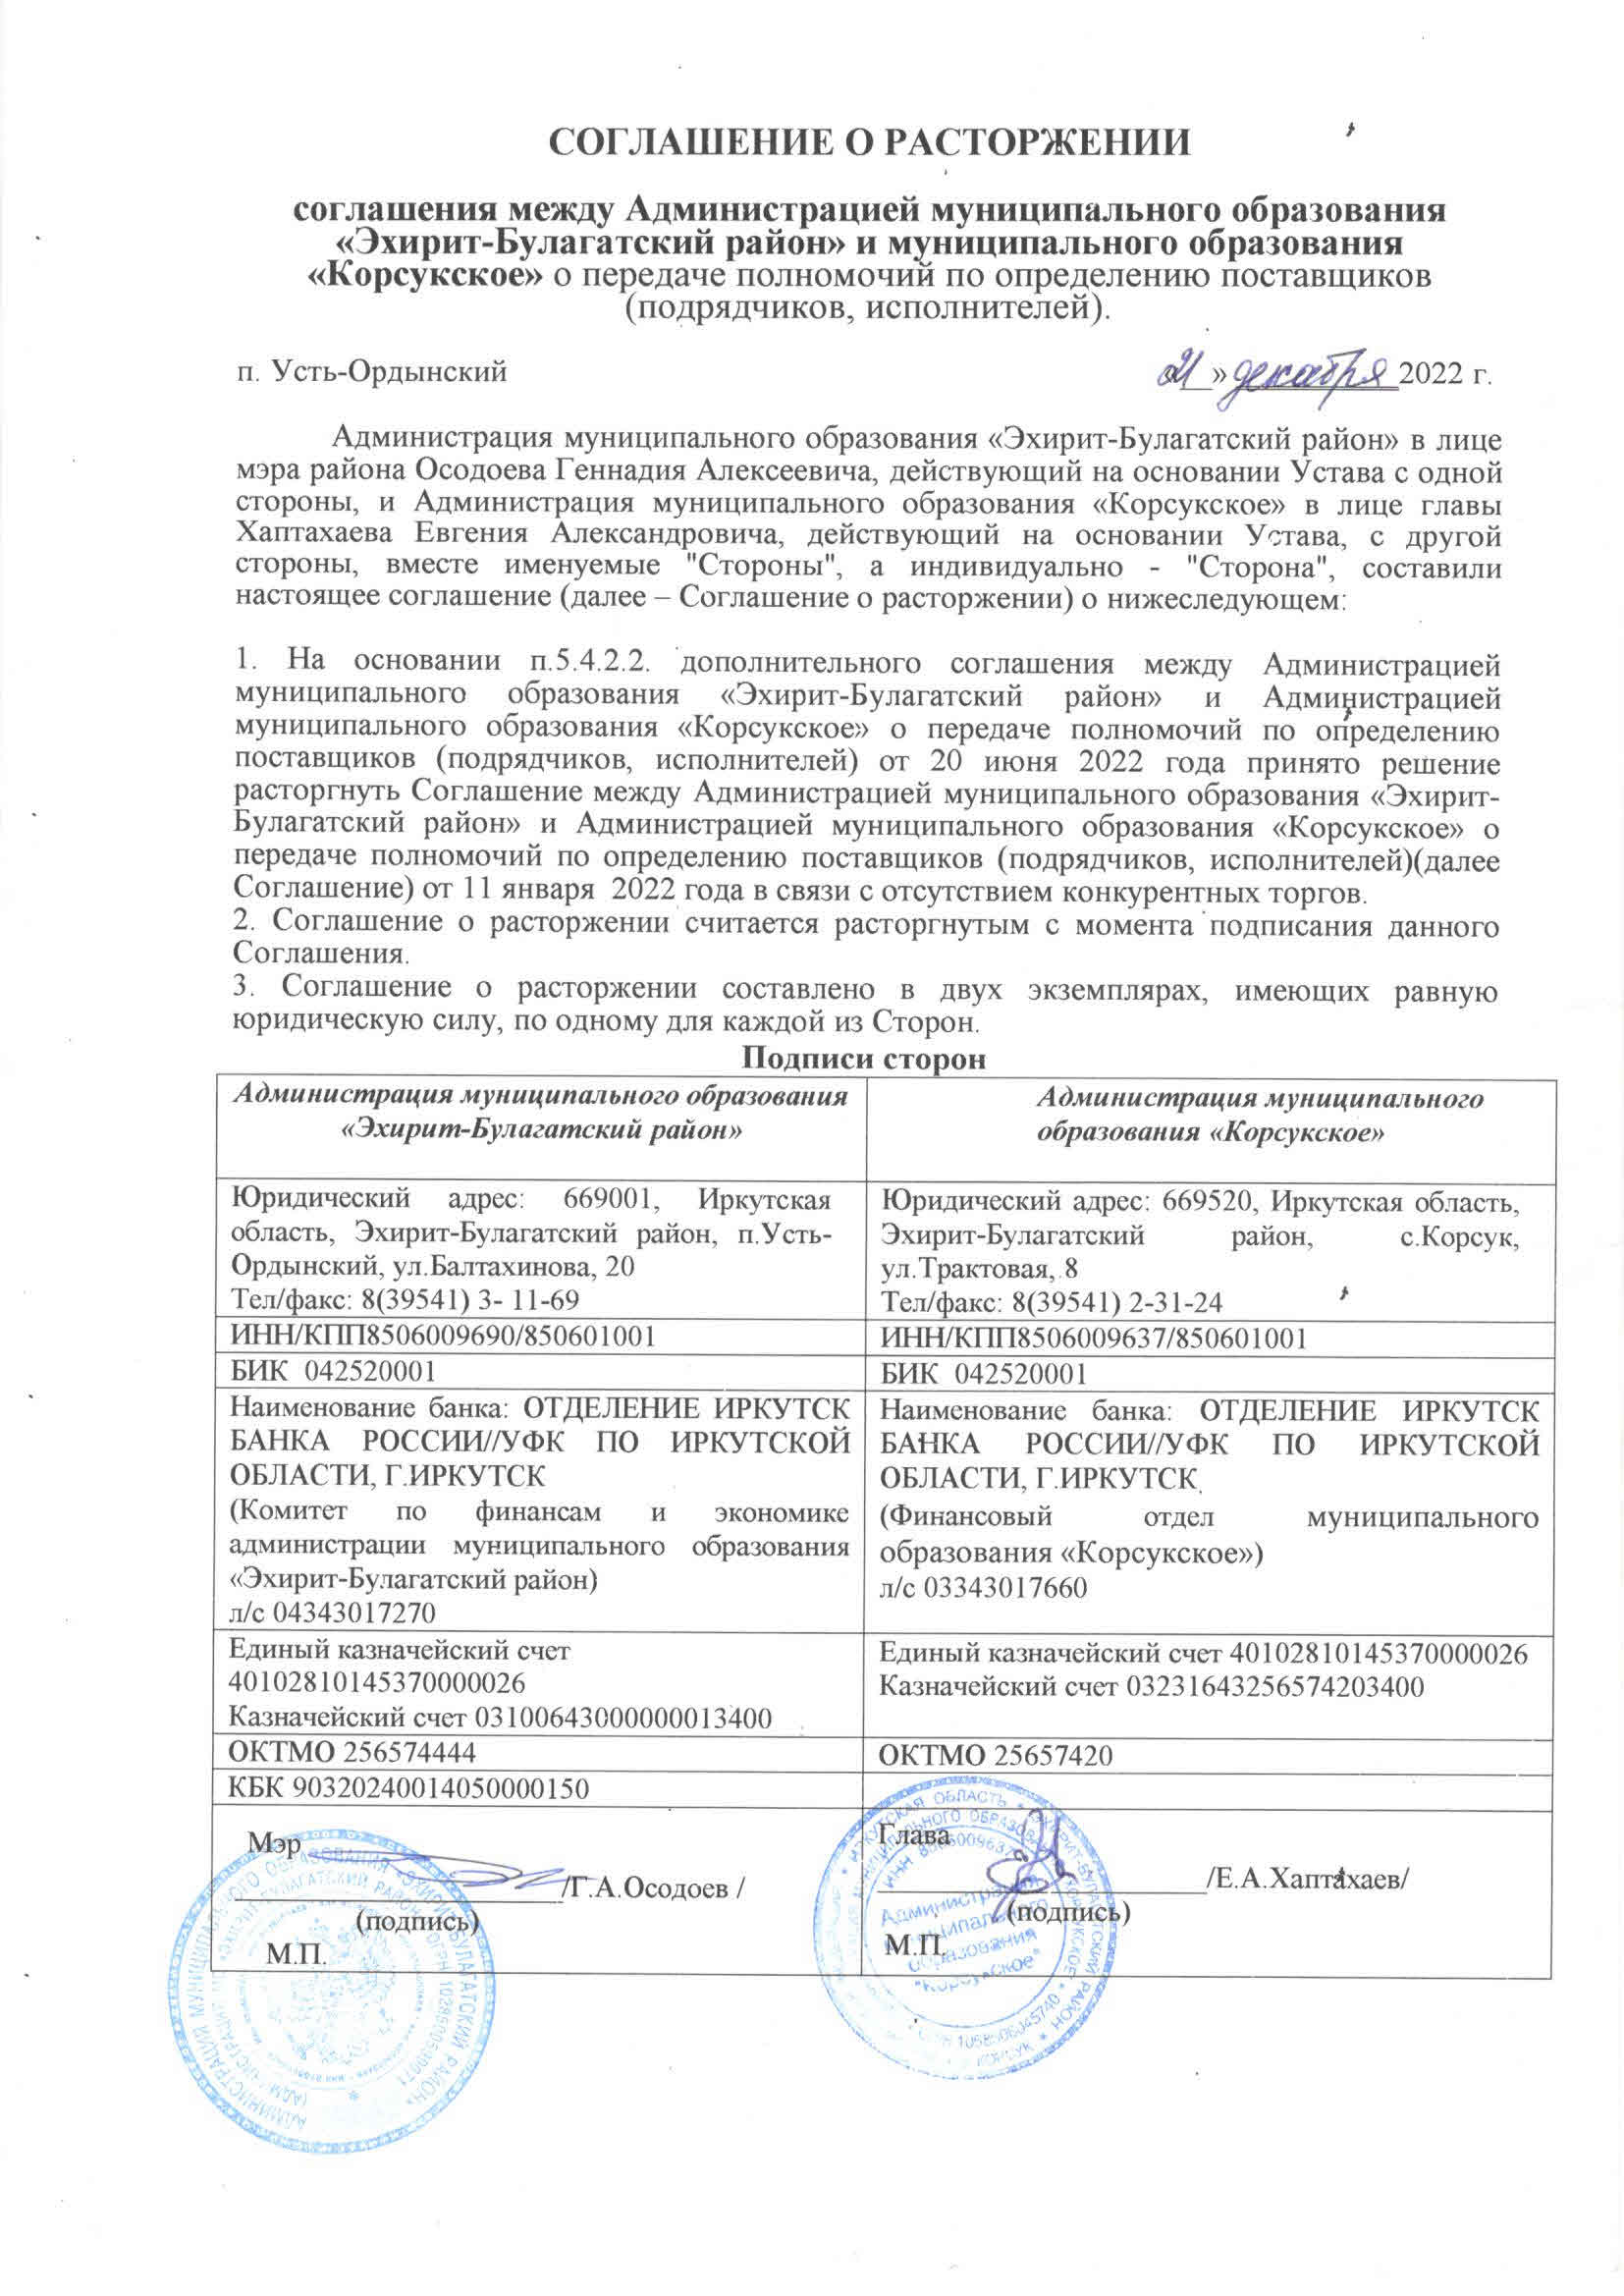 СОГЛАШЕНИЕ О РАСТОРЖЕНИИ
соглашения между Администрацией муниципального образования
«Эхирит-Булагатский район» и муниципального образования
«Корсукское» о передаче полномочий по определению поставщиков
(подрядчиков, исполнителей).
п. Усть-Ордынский «21» декабря 2022 г.
Администрация муниципального образования «Эхирит-Булагатский район» в лице
мэра района Осодоева Геннадия Алексеевича, действующий на основании Устава с одной
стороны, и Администрация муниципального образования «Корсукское» в лице главы
Хаптахаева Евгения Александровича, действующий на основании Устава, с другой
стороны, вместе именуемые "Стороны", а индивидуально - "Сторона", составили
настоящее соглашение (далее – Соглашение о расторжении) о нижеследующем:
1. На основании п.5.4.2.2. дополнительного соглашения между Администрацией
муниципального образования «Эхирит-Булагатский район» и Администрацией
муниципального образования «Корсукское» о передаче полномочий по определению
поставщиков (подрядчиков, исполнителей) от 20 июня 2022 года принято решение
расторгнуть Соглашение между Администрацией муниципального образования «Эхирит-
Булагатский район» и Администрацией муниципального образования «Корсукское» о
передаче полномочий по определению поставщиков (подрядчиков, исполнителей)(далее
Соглашение) от 11 января 2022 года в связи с отсутствием конкурентных торгов.
2. Соглашение о расторжении считается расторгнутым с момента подписания данного
Соглашения.
3. Соглашение о расторжении составлено в двух экземплярах, имеющих равную
юридическую силу, по одному для каждой из Сторон.
Подписи сторон
Администрация муниципального образования
«Эхирит-Булагатский район»
Администрация муниципального
образования «Корсукское»
Юридический адрес: 669001, Иркутская
область, Эхирит-Булагатский район, п.Усть-
Ордынский, ул.Балтахинова, 20
Тел/факс: 8(39541) 3- 11-69
Юридический адрес: 669520, Иркутская область,
Эхирит-Булагатский район, с.Корсук,
ул.Трактовая, 8
Тел/факс: 8(39541) 2-31-24
ИНН/КПП8506009690/850601001
ИНН/КПП8506009637/850601001
БИК 042520001
БИК 042520001
Наименование банка: ОТДЕЛЕНИЕ ИРКУТСК
БАНКА РОССИИ//УФК ПО ИРКУТСКОЙ
ОБЛАСТИ, Г.ИРКУТСК
(Комитет по финансам и экономике
администрации муниципального образования
«Эхирит-Булагатский район)
л/с 04343017270
Наименование банка: ОТДЕЛЕНИЕ ИРКУТСК
БАНКА РОССИИ//УФК ПО ИРКУТСКОЙ
ОБЛАСТИ, Г.ИРКУТСК
(Финансовый отдел муниципального
образования «Корсукское»)
л/с 03343017660
Единый казначейский счет
40102810145370000026
Казначейский счет 03100643000000013400
Единый казначейский счет 40102810145370000026
Казначейский счет 03231643256574203400
ОКТМО 256574444
ОКТМО 25657420
КБК 90320240014050000150
Мэр
/Г.А.Осодоев /
(подпись)
М.П.
Глава
/Е.А.Хаптахаев/
(подпись)
М.П.
Администрация
муниципального
образования
"Корсукское"